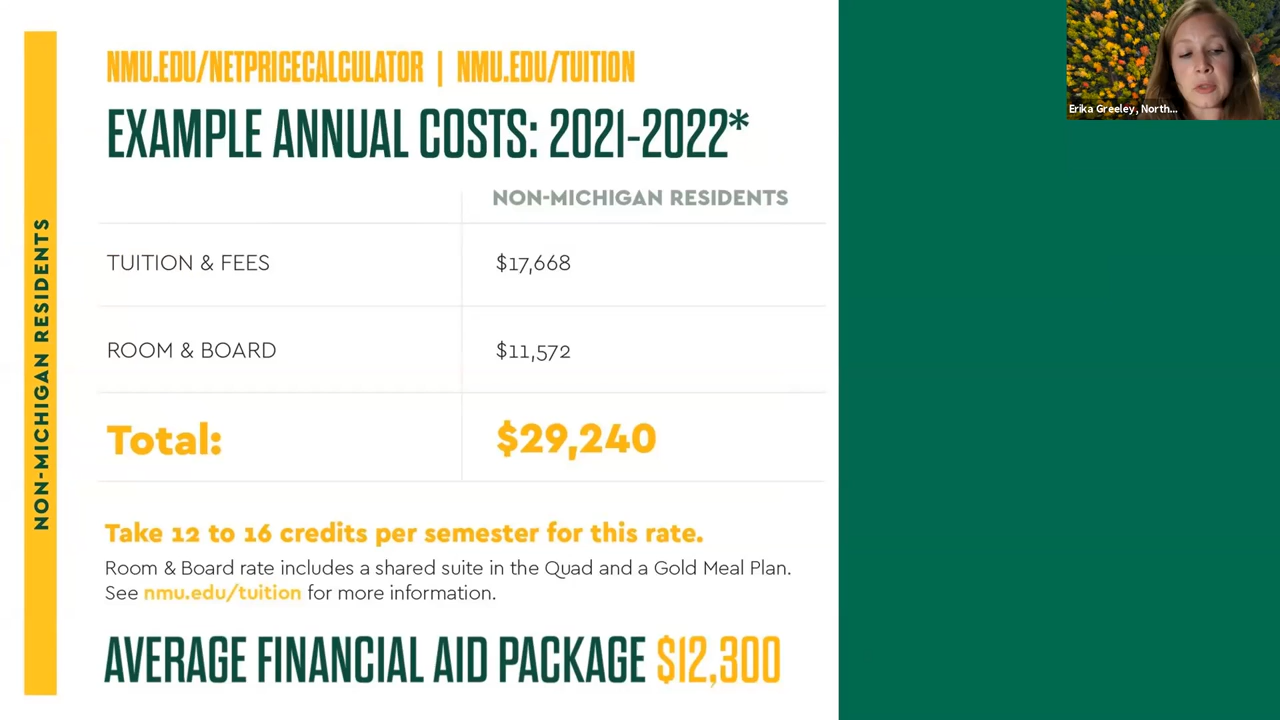 NMU.EDU/NETPRICECALCULATOR | NMU.EDU/TUITION
EXAMPLE ANNUAL COSTS: 2021-2022*
NON-MICHIGAN RESIDENTS
TUITION & FEES $17,668
ROOM & BOARD $11,572
Total: $29,240
Take 12 to 16 credits per semester for this rate.
Room & Board rate includes a shared suite in the Quad and a Gold Meal Plan.
See nmu.edu/tuition for more information.
AVERAGE FINANCIAL AID PACKAGE $12,300
NON-MICHIGAN RESIDENTS
Erika Greeley, North...